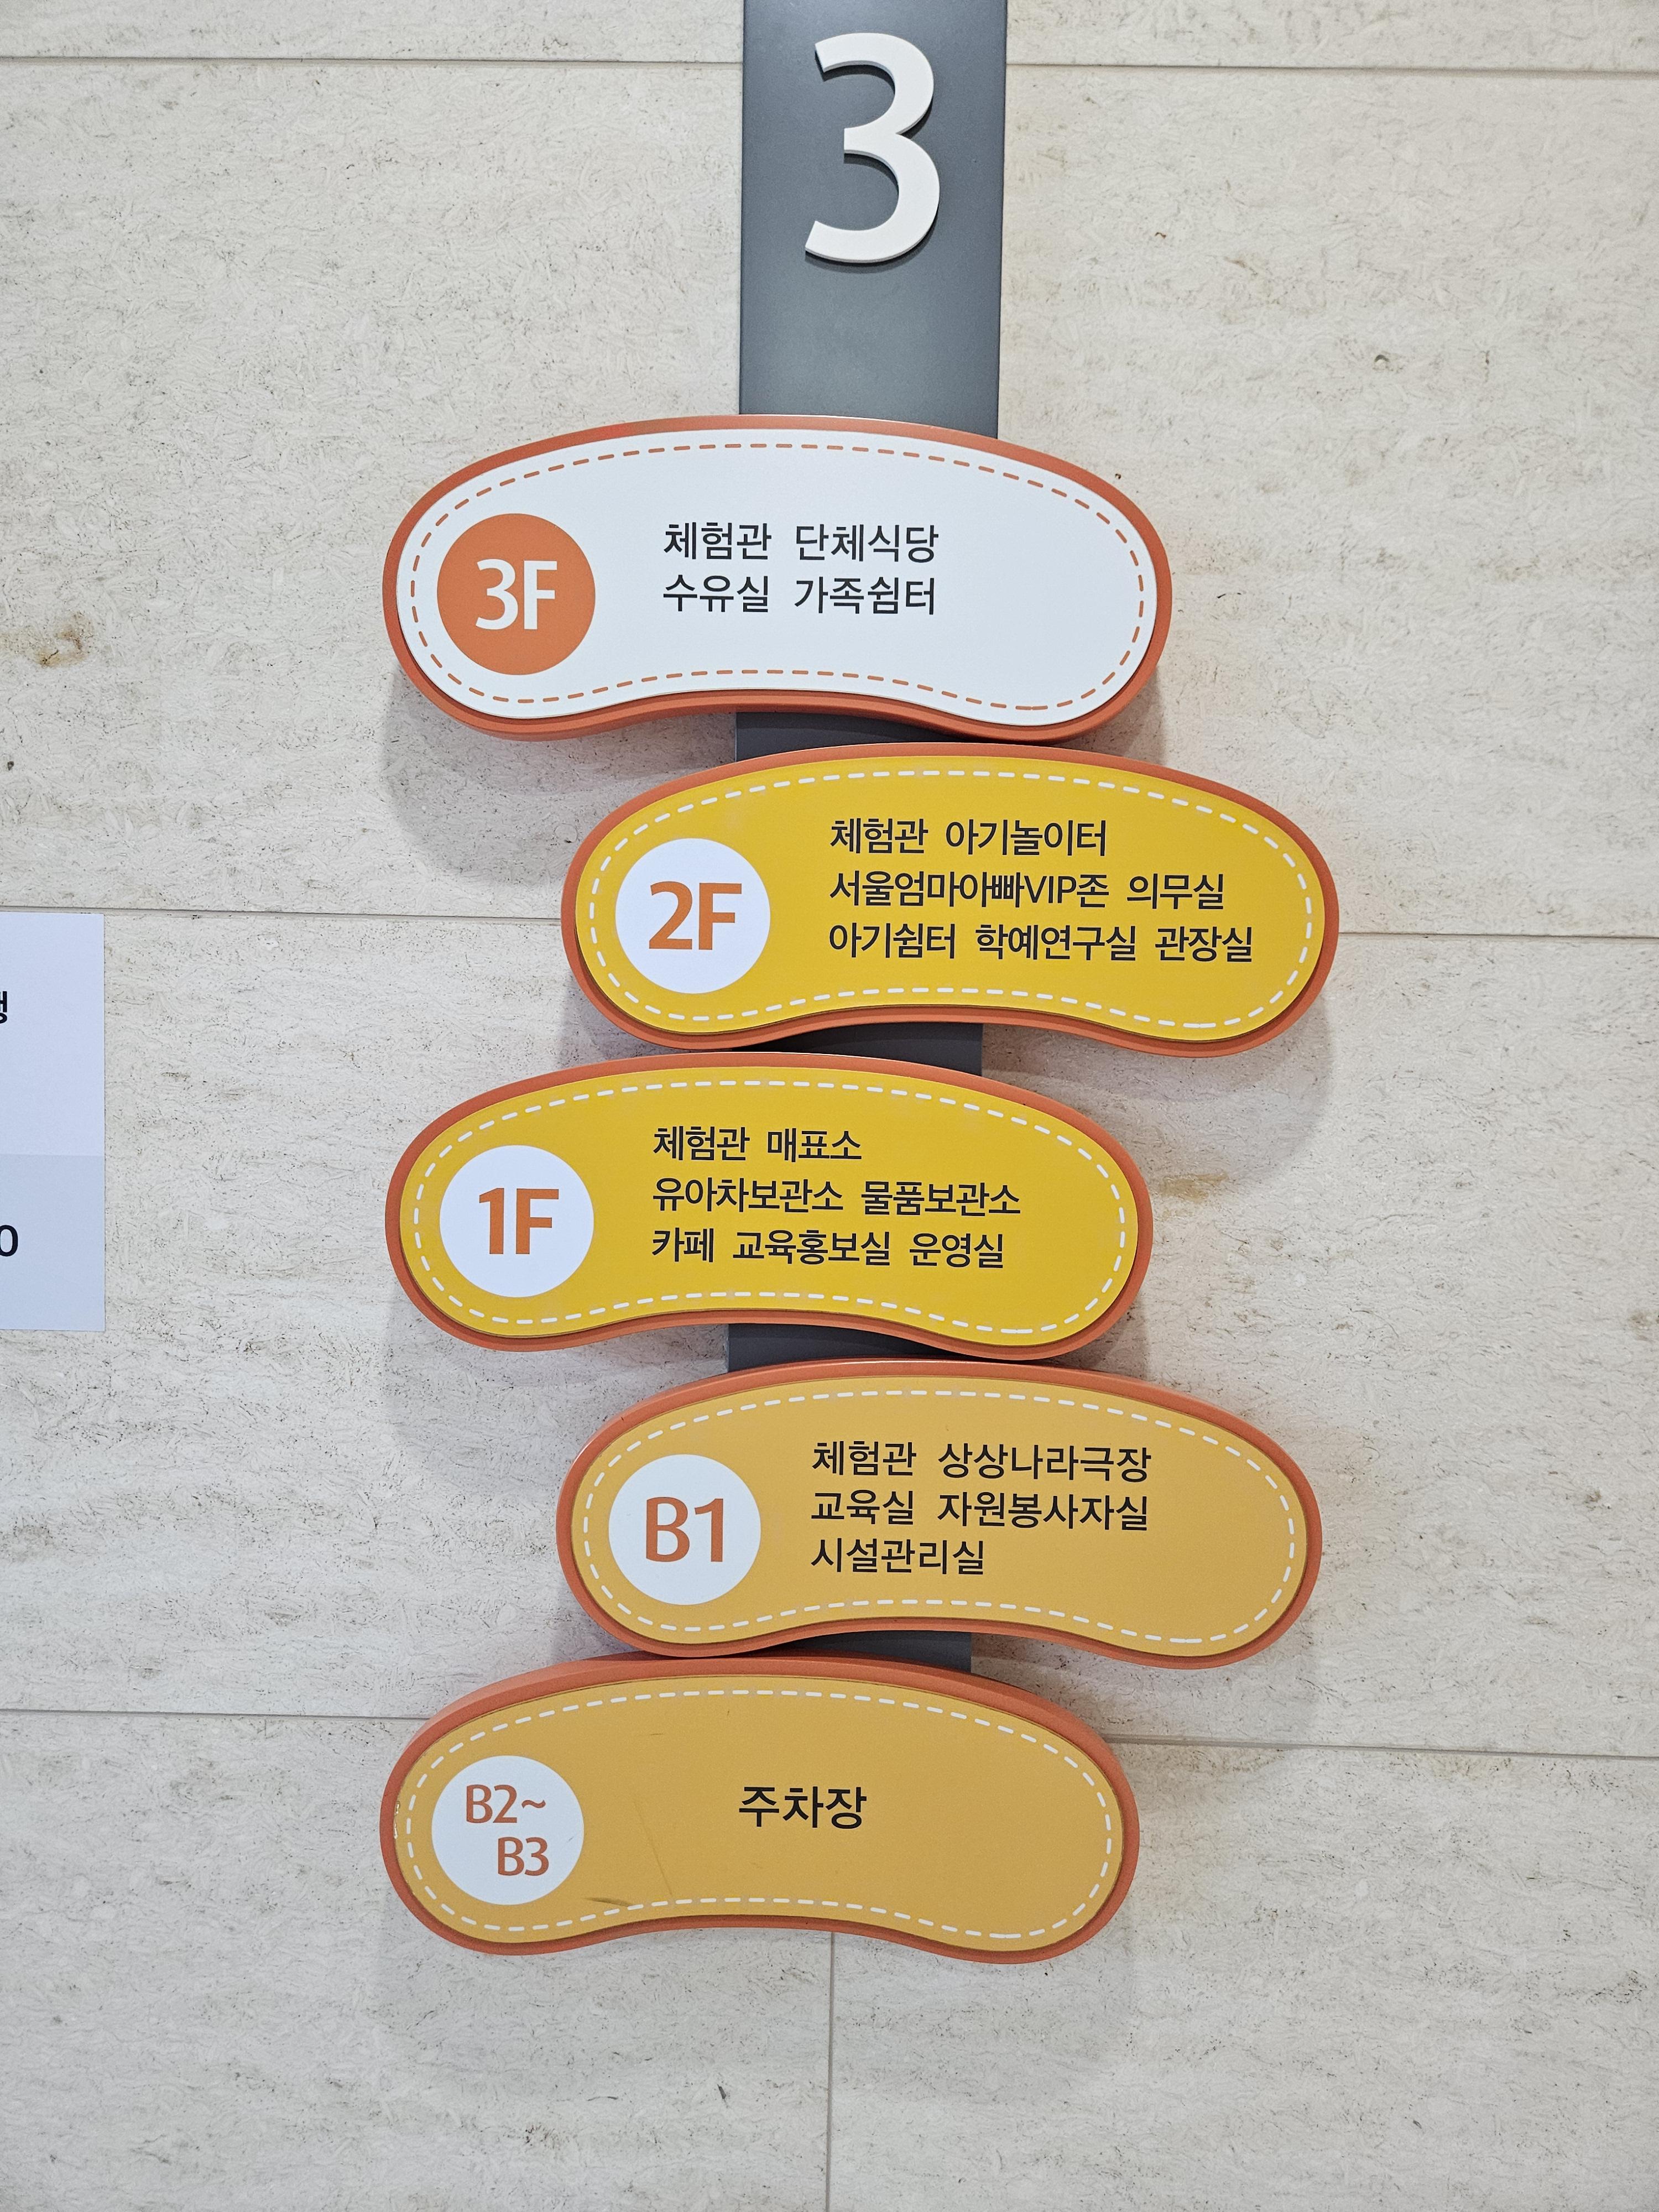 3
3F
체험관 단체식당
수유실 가족쉼터
2F
체험관 아기놀이터
서울엄마아빠VIP존 의무실
아기쉼터 학예연구실 관장실
1F
체험관 매표소
유아차보관소 물품보관소
카페 교육홍보실 운영실
B1
체험관 상상나라극장
교육실 자원봉사자실
시설관리실
B2~
B3
주차장